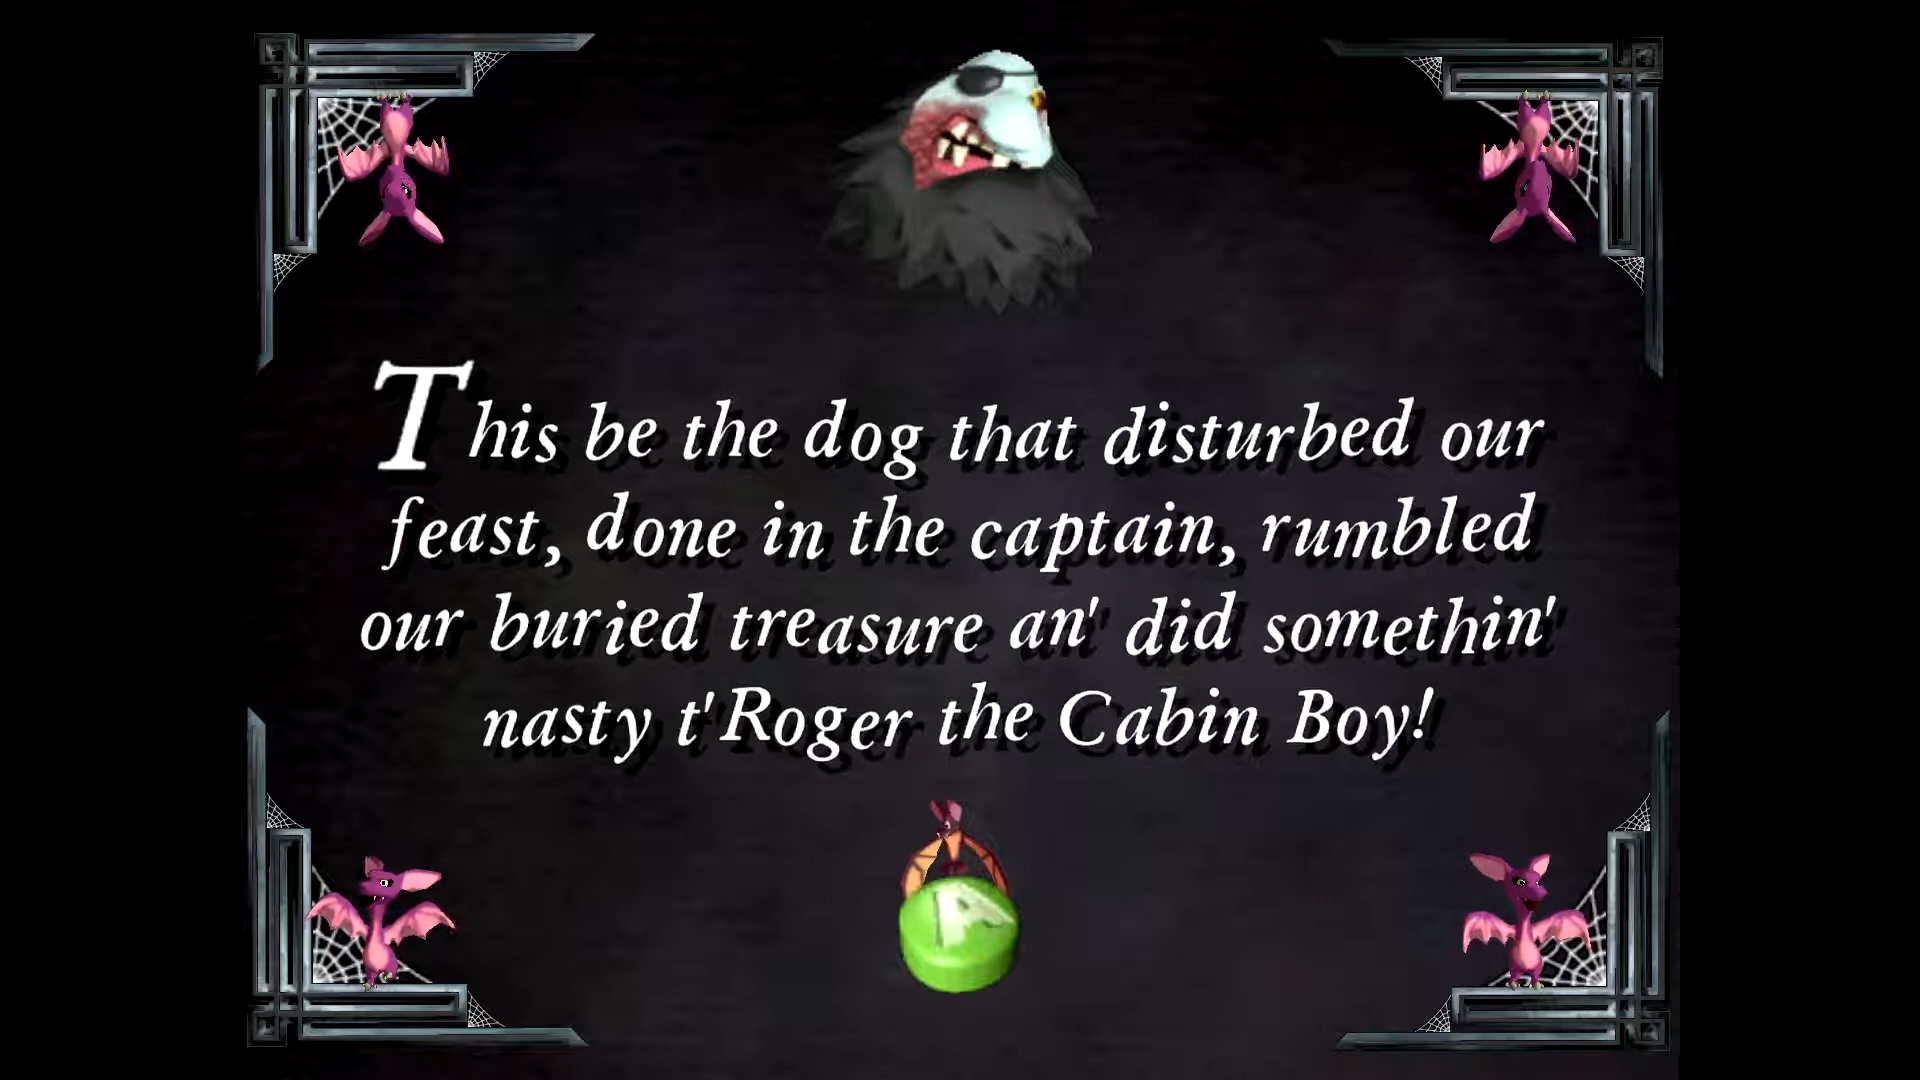 This be the dog that disturbed our
feast, done in the captain, rumbled
our buried treasure an' did somethin'
nasty t'Roger the Cabin Boy!
A